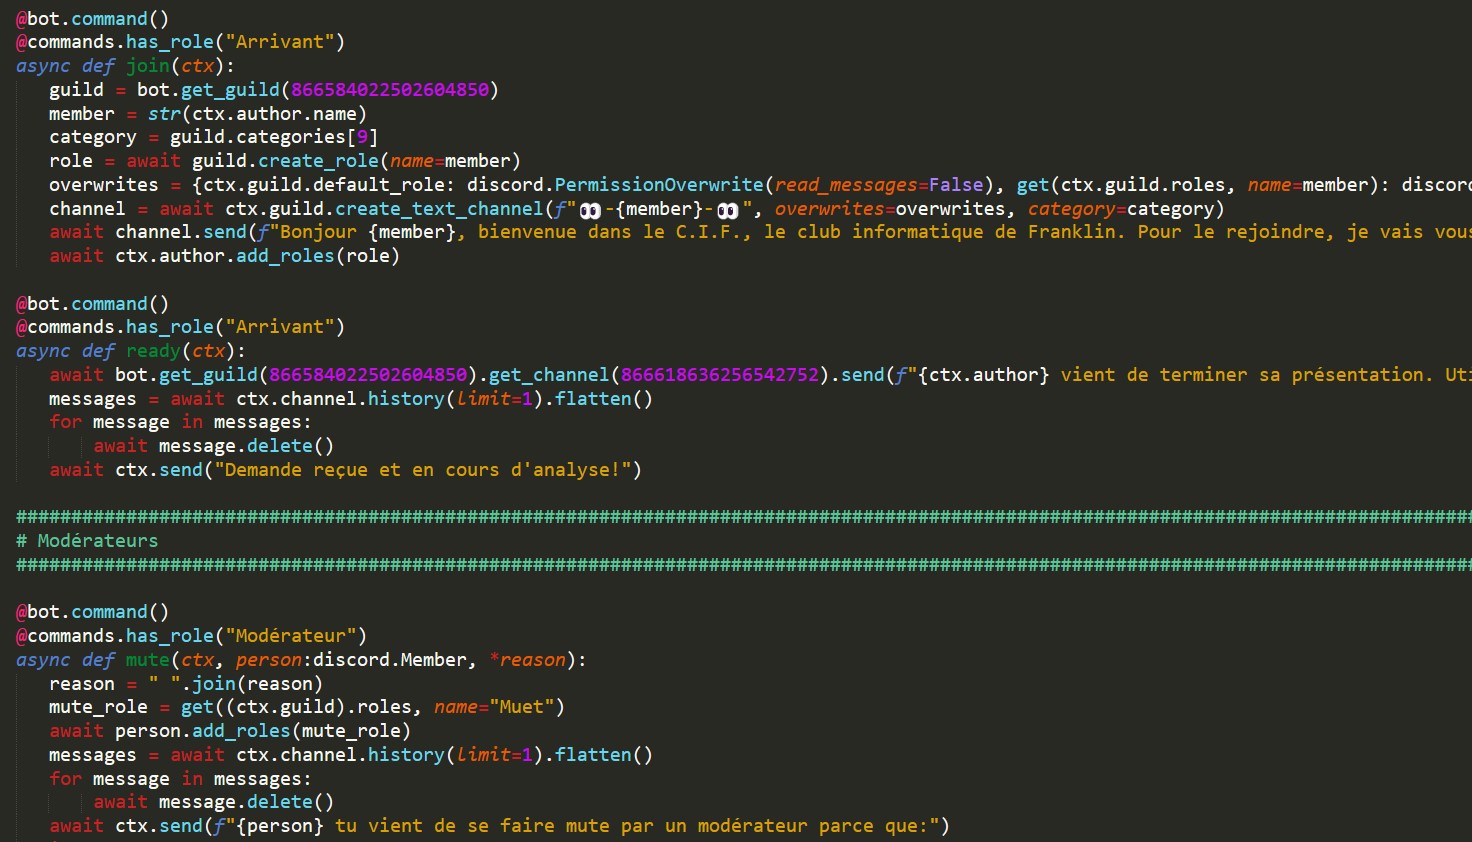 @bot.command()
@commands.has_role("Arrivant")
async def join(ctx):
    guild = bot.get_guild(866584022502604850)
    member = str(ctx.author.name)
    category = guild.categories[9]
    role = await guild.create_role(name=member)
    overwrites = {ctx.guild.default_role: discord.PermissionOverwrite(read_messages=False), get(ctx.guild.roles, name=member): discord
    channel = await ctx.guild.create_text_channel(f"👀-{member}-👀", overwrites=overwrites, category=category)
    await channel.send(f"Bonjour {member}, bienvenue dans le C.I.F., le club informatique de Franklin. Pour le rejoindre, je vais vous
    await ctx.author.add_roles(role)

@bot.command()
@commands.has_role("Arrivant")
async def ready(ctx):
    await bot.get_guild(866584022502604850).get_channel(866618636256542752).send(f"{ctx.author} vient de terminer sa présentation. Uti
    messages = await ctx.channel.history(limit=1).flatten()
    for message in messages:
        await message.delete()
    await ctx.send("Demande reçue et en cours d'analyse!")

####################################################################################################################################
# Modérateurs
####################################################################################################################################

@bot.command()
@commands.has_role("Modérateur")
async def mute(ctx, person:discord.Member, *reason):
    reason = " ".join(reason)
    mute_role = get((ctx.guild).roles, name="Muet")
    await person.add_roles(mute_role)
    messages = await ctx.channel.history(limit=1).flatten()
    for message in messages:
        await message.delete()
    await ctx.send(f"{person} tu vient de se faire mute par un modérateur parce que:")